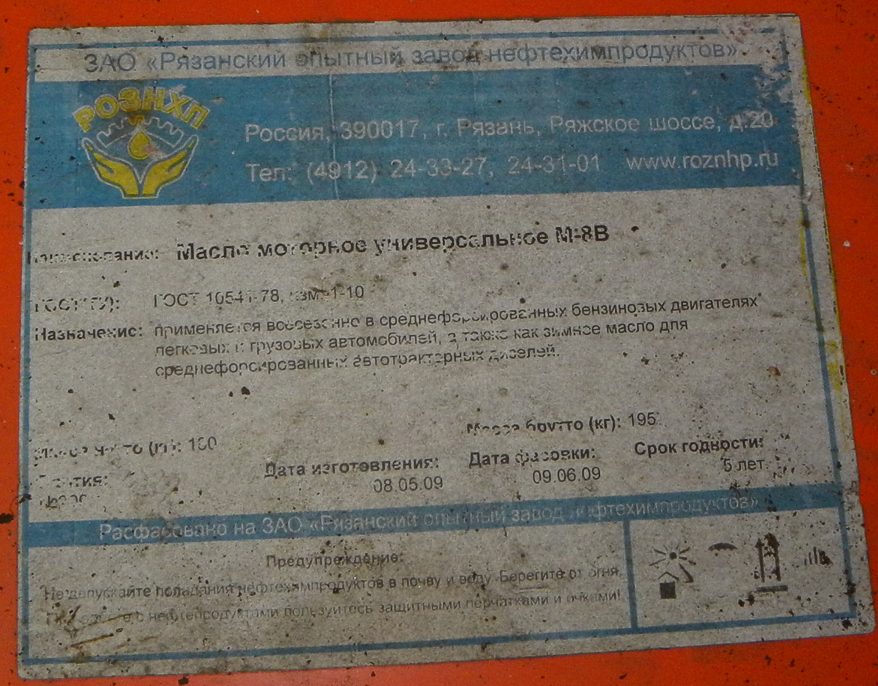 ЗАО «Рязанский опытный завод нефтехимпродуктов»
РОЗНХП
Россия, 390017, г. Рязань, Ряжское шоссе, д.20
Тел: (4912) 24-33-27, 24-31-01 www.roznhp.ru
Наименование: Масло моторное универсальное М-8В
ГОСТ(ТУ): ГОСТ 10541-78, изм. 1-10
Назначение: применяется всесезонно в среднефорсированных бензиновых двигателях
легковых и грузовых автомобилей, а также как зимнее масло для
среднефорсированных автотракторных дизелей.
Масса брутто (кг): 195
Дата изготовления: Дата фасовки: Срок годности:
08.05.09 09.06.09 5 лет
Расфасовано на ЗАО «Рязанский опытный завод нефтехимпродуктов»
Предупреждение:
Не допускайте попадания нефтехимпродуктов в почву и воду. Берегите от огня.
с нефтепродуктами пользуйтесь защитными перчатками и очками!